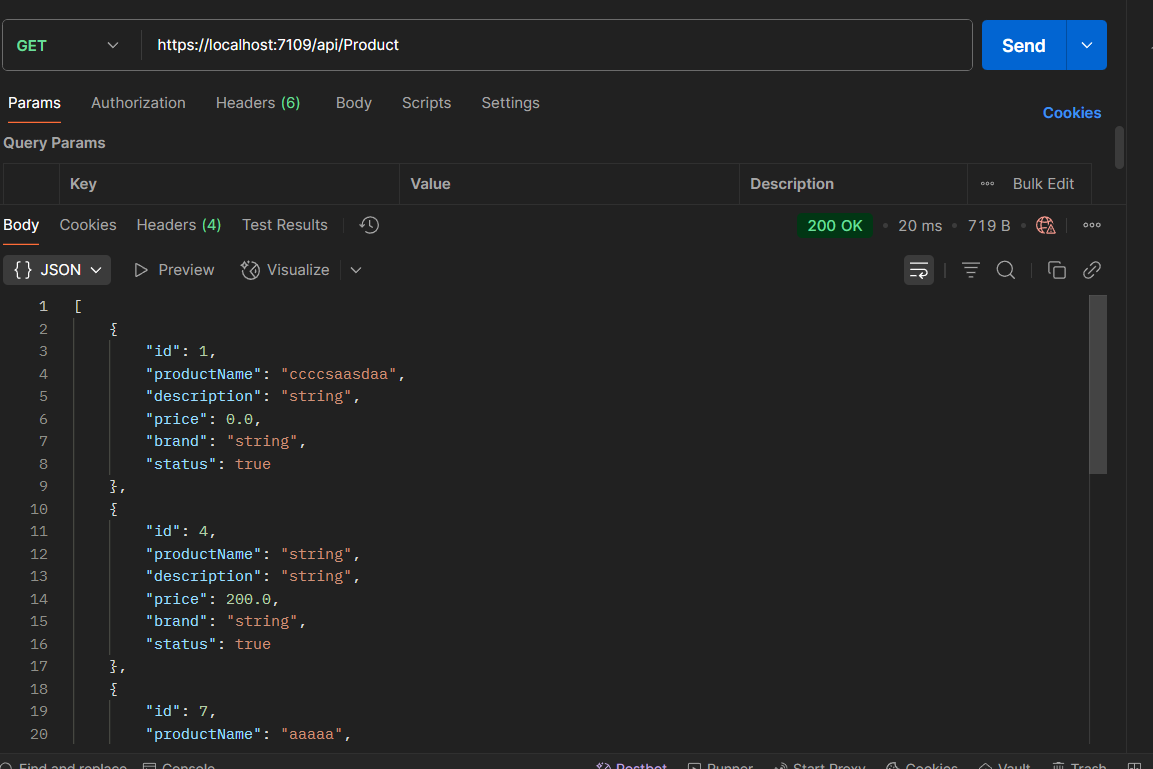 GET https://localhost:7109/api/Product Send
Params Authorization Headers (6) Body Scripts Settings
Cookies
Query Params
Key Value Description Bulk Edit
Body Cookies Headers (4) Test Results 200 OK 20 ms 719 B
{} JSON Preview Visualize
1 [
2 {
3 "id": 1,
4 "productName": "ccccsaasdaa",
5 "description": "string",
6 "price": 0.0,
7 "brand": "string",
8 "status": true
9 },
10 {
11 "id": 4,
12 "productName": "string",
13 "description": "string",
14 "price": 200.0,
15 "brand": "string",
16 "status": true
17 },
18 {
19 "id": 7,
20 "productName": "aaaaa",
Find and replace Console Postbot Runner Start Proxy Cookies Vault Trash